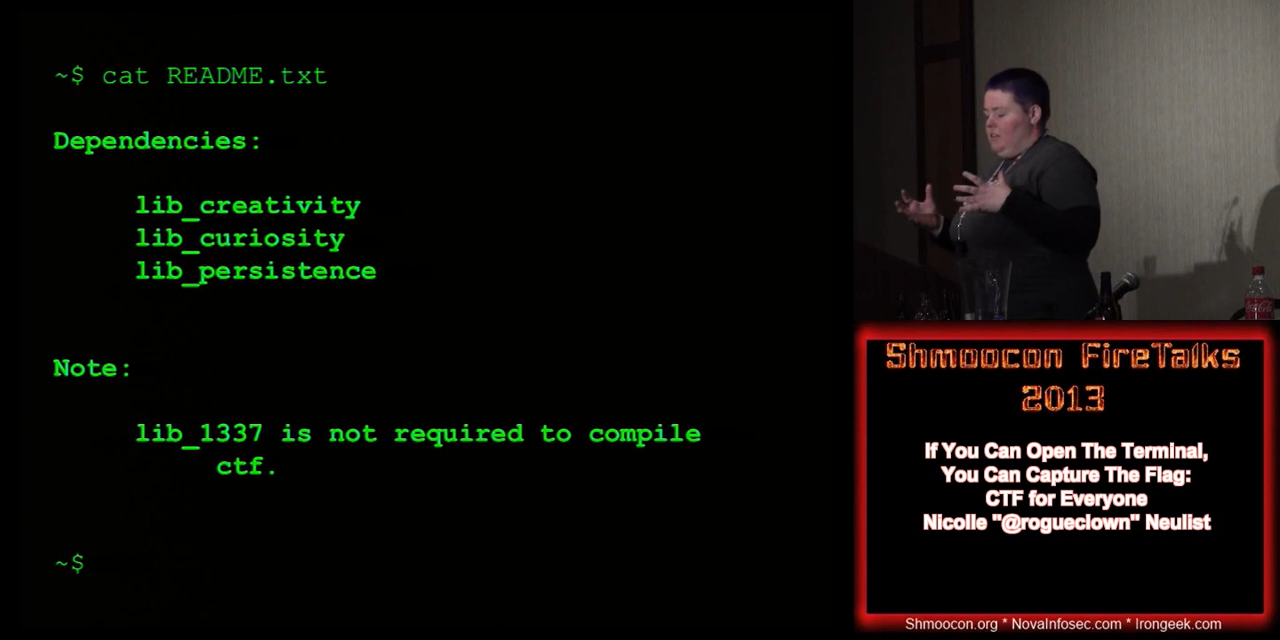 ~$ cat README.txt
Dependencies:
lib_creativity
lib_curiosity
lib_persistence
Note:
lib_1337 is not required to compile
ctf.
~$
Shmoocon FireTalks
2013
If You Can Open The Terminal,
You Can Capture The Flag:
CTF for Everyone
Nicolle "@rogueclown" Neulist
Shmoocon.org * NovaInfosec.com * Irongeek.com